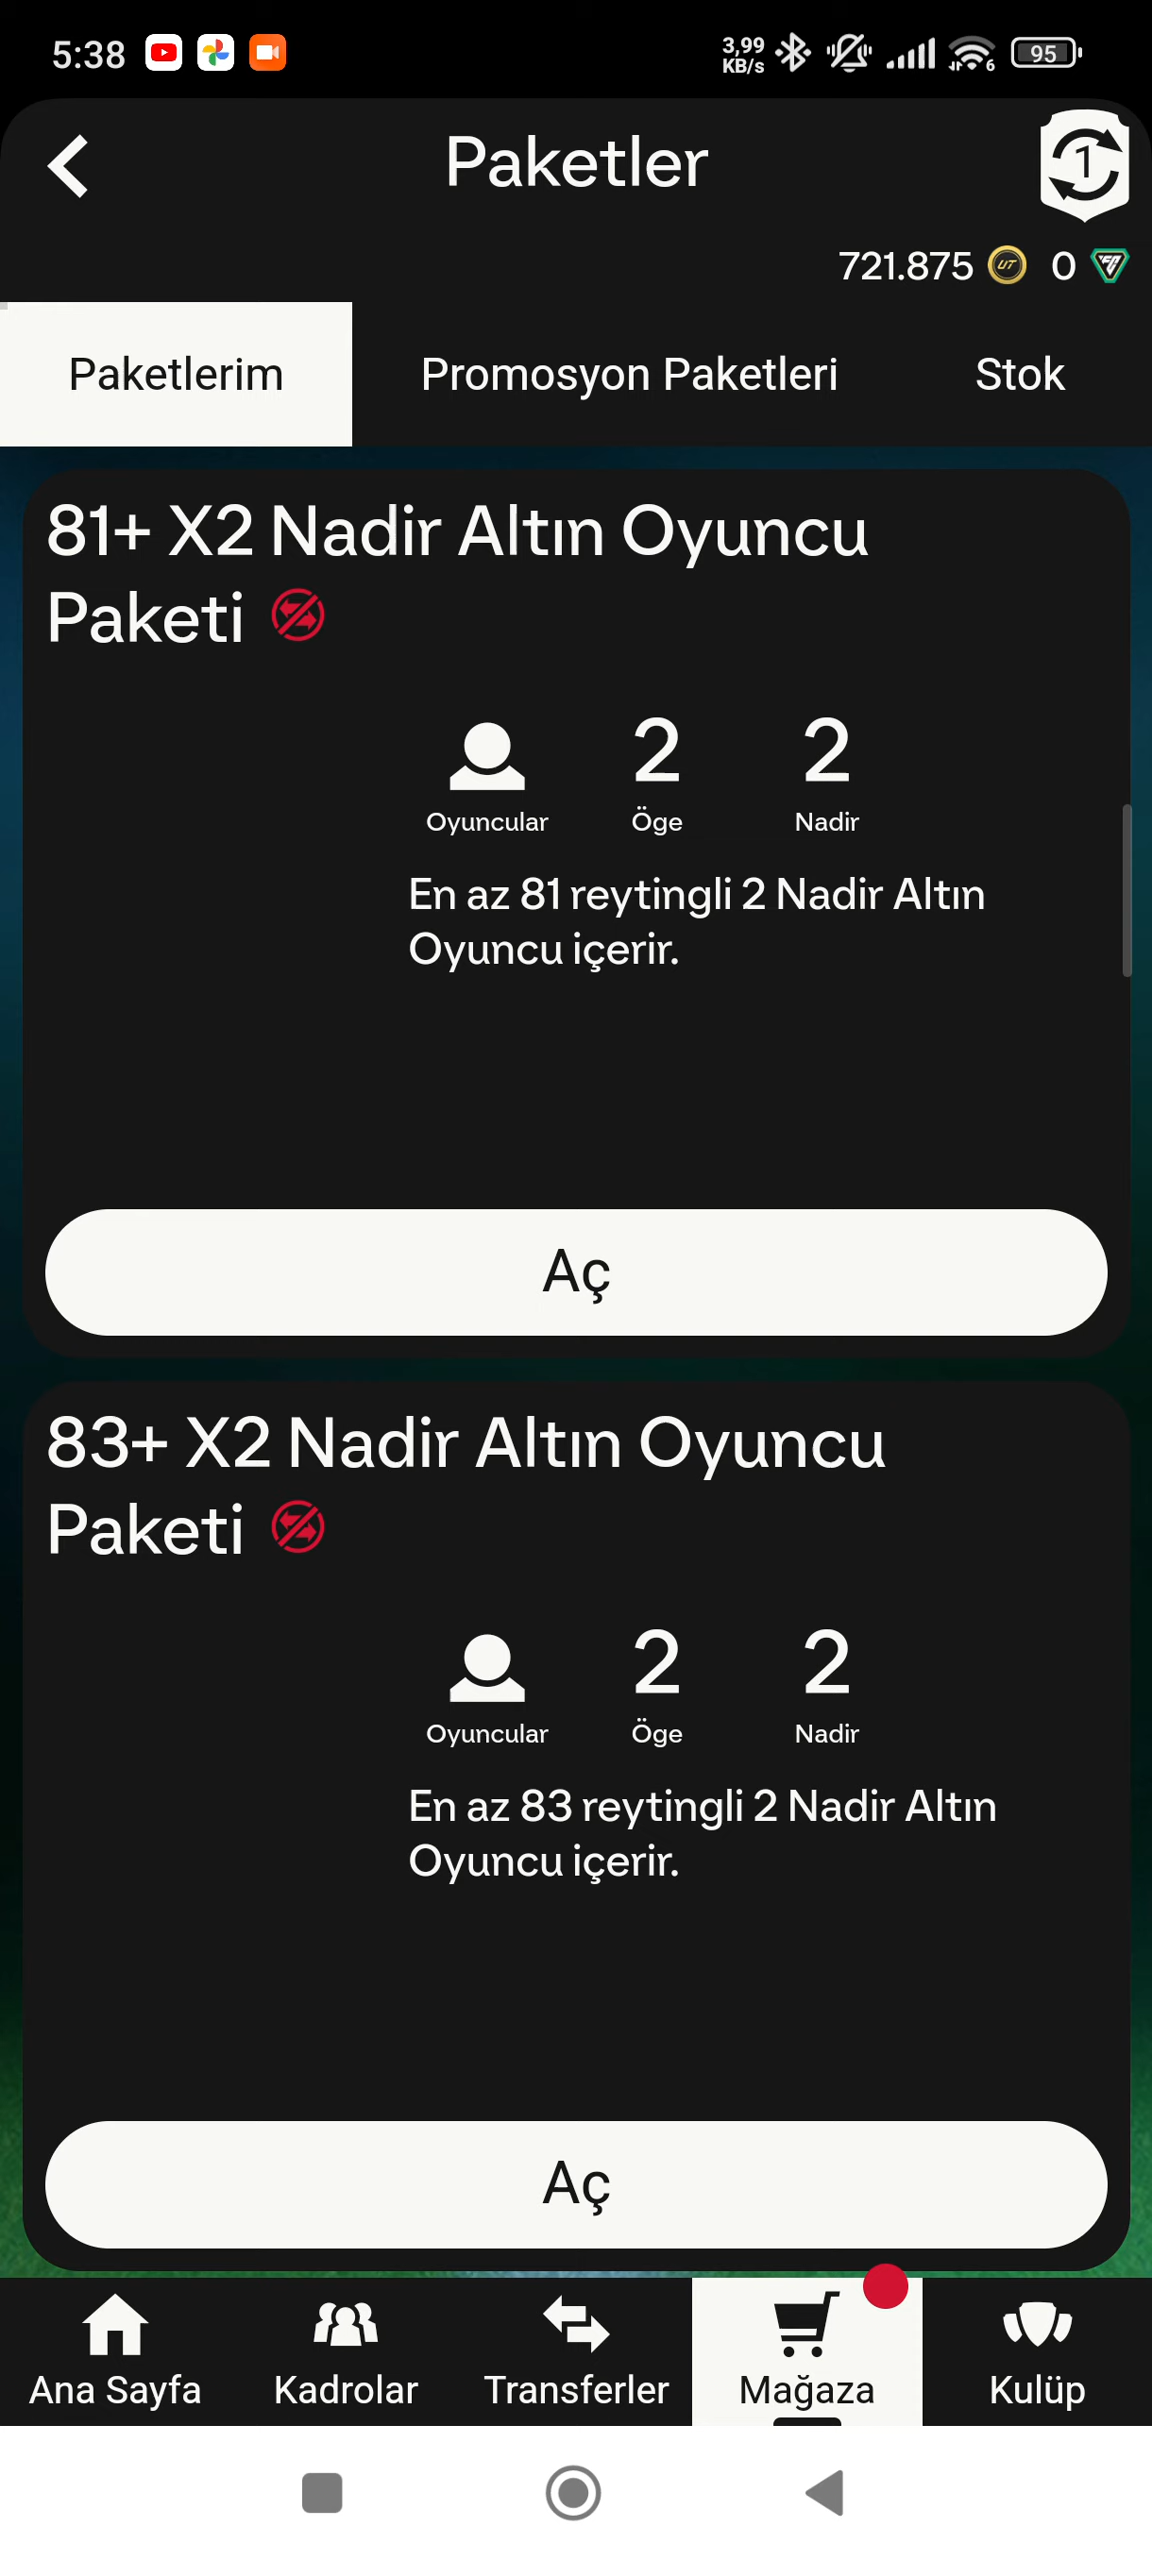 5:38
3,99
KB/s
6
95
Paketler
1
721.875 UT 0
Paketlerim
Promosyon Paketleri
Stok
81+ X2 Nadir Altın Oyuncu
Paketi
2
2
Oyuncular
Öge
Nadir
En az 81 reytingli 2 Nadir Altın
Oyuncu içerir.
Aç
83+ X2 Nadir Altın Oyuncu
Paketi
2
2
Oyuncular
Öge
Nadir
En az 83 reytingli 2 Nadir Altın
Oyuncu içerir.
Aç
Ana Sayfa
Kadrolar
Transferler
Mağaza
Kulüp